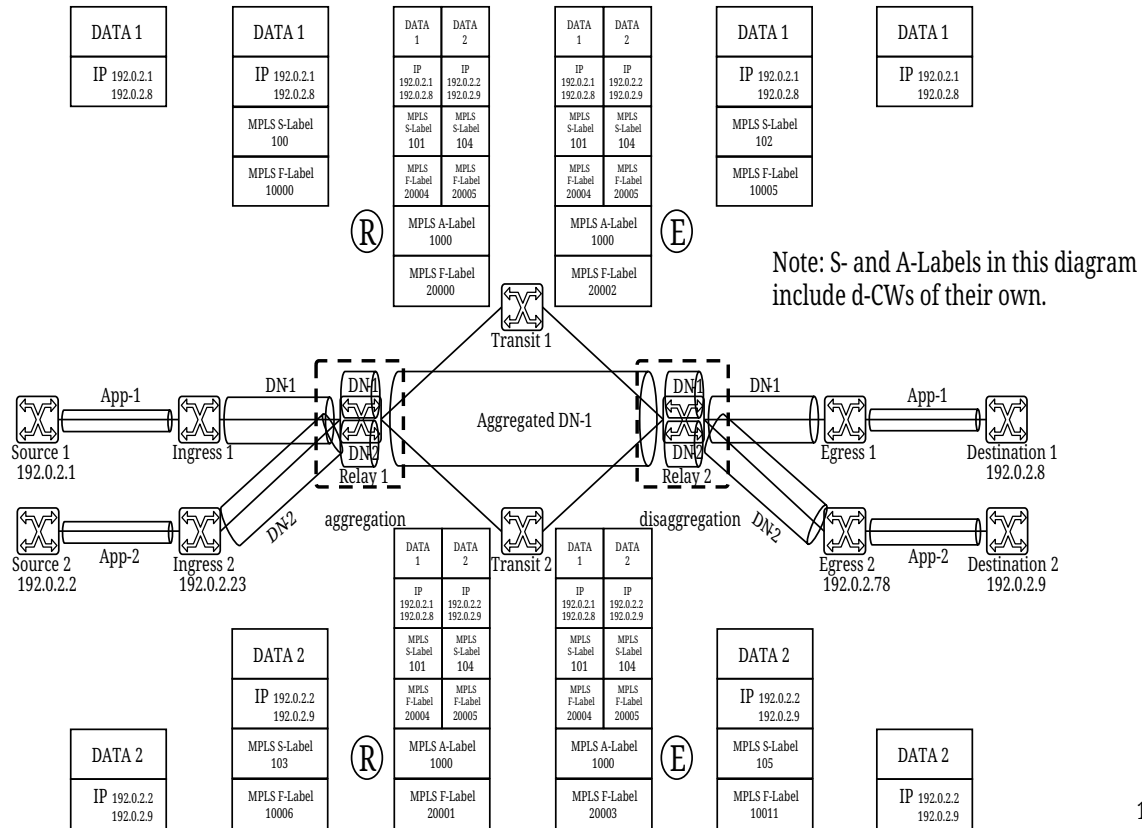 DATA 1
IP 192.0.2.1
192.0.2.8
DATA 1
IP 192.0.2.1
192.0.2.8
MPLS S-Label
100
MPLS F-Label
10000
DATA
1
DATA
2
IP
192.0.2.1
192.0.2.8
IP
192.0.2.2
192.0.2.9
MPLS
S-Label
101
MPLS
S-Label
104
MPLS
F-Label
20004
MPLS
F-Label
20005
MPLS A-Label
1000
MPLS F-Label
20000
R
DATA
1
DATA
2
IP
192.0.2.1
192.0.2.8
IP
192.0.2.2
192.0.2.9
MPLS
S-Label
101
MPLS
S-Label
104
MPLS
F-Label
20004
MPLS
F-Label
20005
MPLS A-Label
1000
MPLS F-Label
20002
E
DATA 1
IP 192.0.2.1
192.0.2.8
MPLS S-Label
102
MPLS F-Label
10005
DATA 1
IP 192.0.2.1
192.0.2.8
Note: S- and A-Labels in this diagram
include d-CWs of their own.
Transit 1
App-1
DN-1
DN-1
Aggregated DN-1
DN-1
DN-1
App-1
Source 1
192.0.2.1
Ingress 1
DN-2
Relay 1
DN-2
Relay 2
Egress 1
Destination 1
192.0.2.8
App-2
DN-2
aggregation
disaggregation
DN-2
App-2
Source 2
192.0.2.2
Ingress 2
192.0.2.23
Transit 2
Egress 2
192.0.2.78
Destination 2
192.0.2.9
DATA 2
IP 192.0.2.2
192.0.2.9
DATA 2
IP 192.0.2.2
192.0.2.9
MPLS S-Label
103
MPLS F-Label
10006
DATA
1
DATA
2
IP
192.0.2.1
192.0.2.8
IP
192.0.2.2
192.0.2.9
MPLS
S-Label
101
MPLS
S-Label
104
MPLS
F-Label
20004
MPLS
F-Label
20005
MPLS A-Label
1000
MPLS F-Label
20001
R
DATA
1
DATA
2
IP
192.0.2.1
192.0.2.8
IP
192.0.2.2
192.0.2.9
MPLS
S-Label
101
MPLS
S-Label
104
MPLS
F-Label
20004
MPLS
F-Label
20005
MPLS A-Label
1000
MPLS F-Label
20003
E
DATA 2
IP 192.0.2.2
192.0.2.9
MPLS S-Label
105
MPLS F-Label
10011
DATA 2
IP 192.0.2.2
192.0.2.9
1